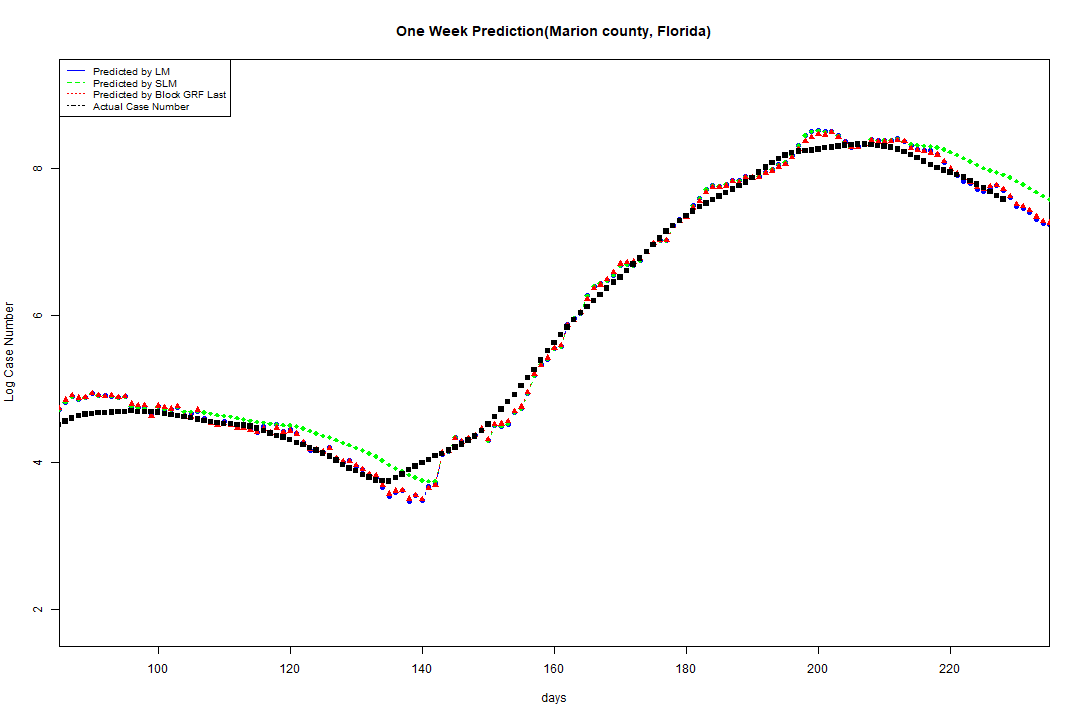 One Week Prediction(Marion county, Florida)
Predicted by LM
Predicted by SLM
Predicted by Block GRF Last
Actual Case Number
8
6
4
2
Log Case Number
100 120 140 160 180 200 220
days